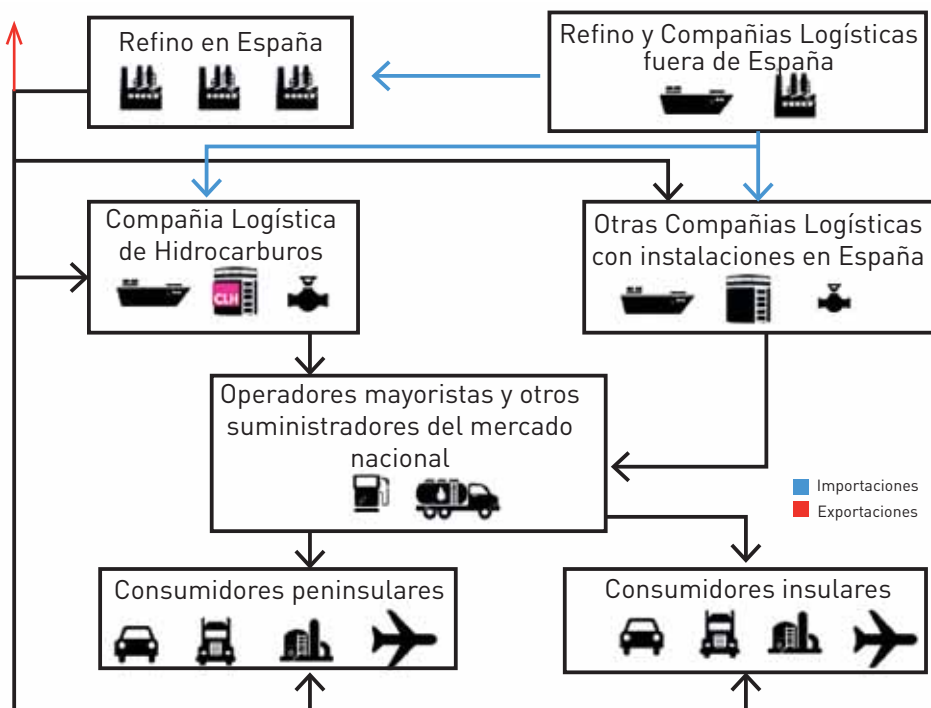 Refino en España
Refino y Compañias Logísticas
fuera de España
Compañia Logística
de Hidrocarburos
CLH
Otras Compañias Logísticas
con instalaciones en España
Operadores mayoristas y otros
suministradores del mercado
nacional
Importaciones
Exportaciones
Consumidores peninsulares
Consumidores insulares